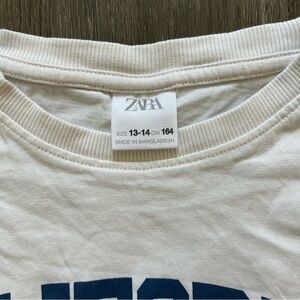 ZARA
SIZE 13-14 CM 164
MADE IN BANGLADESH